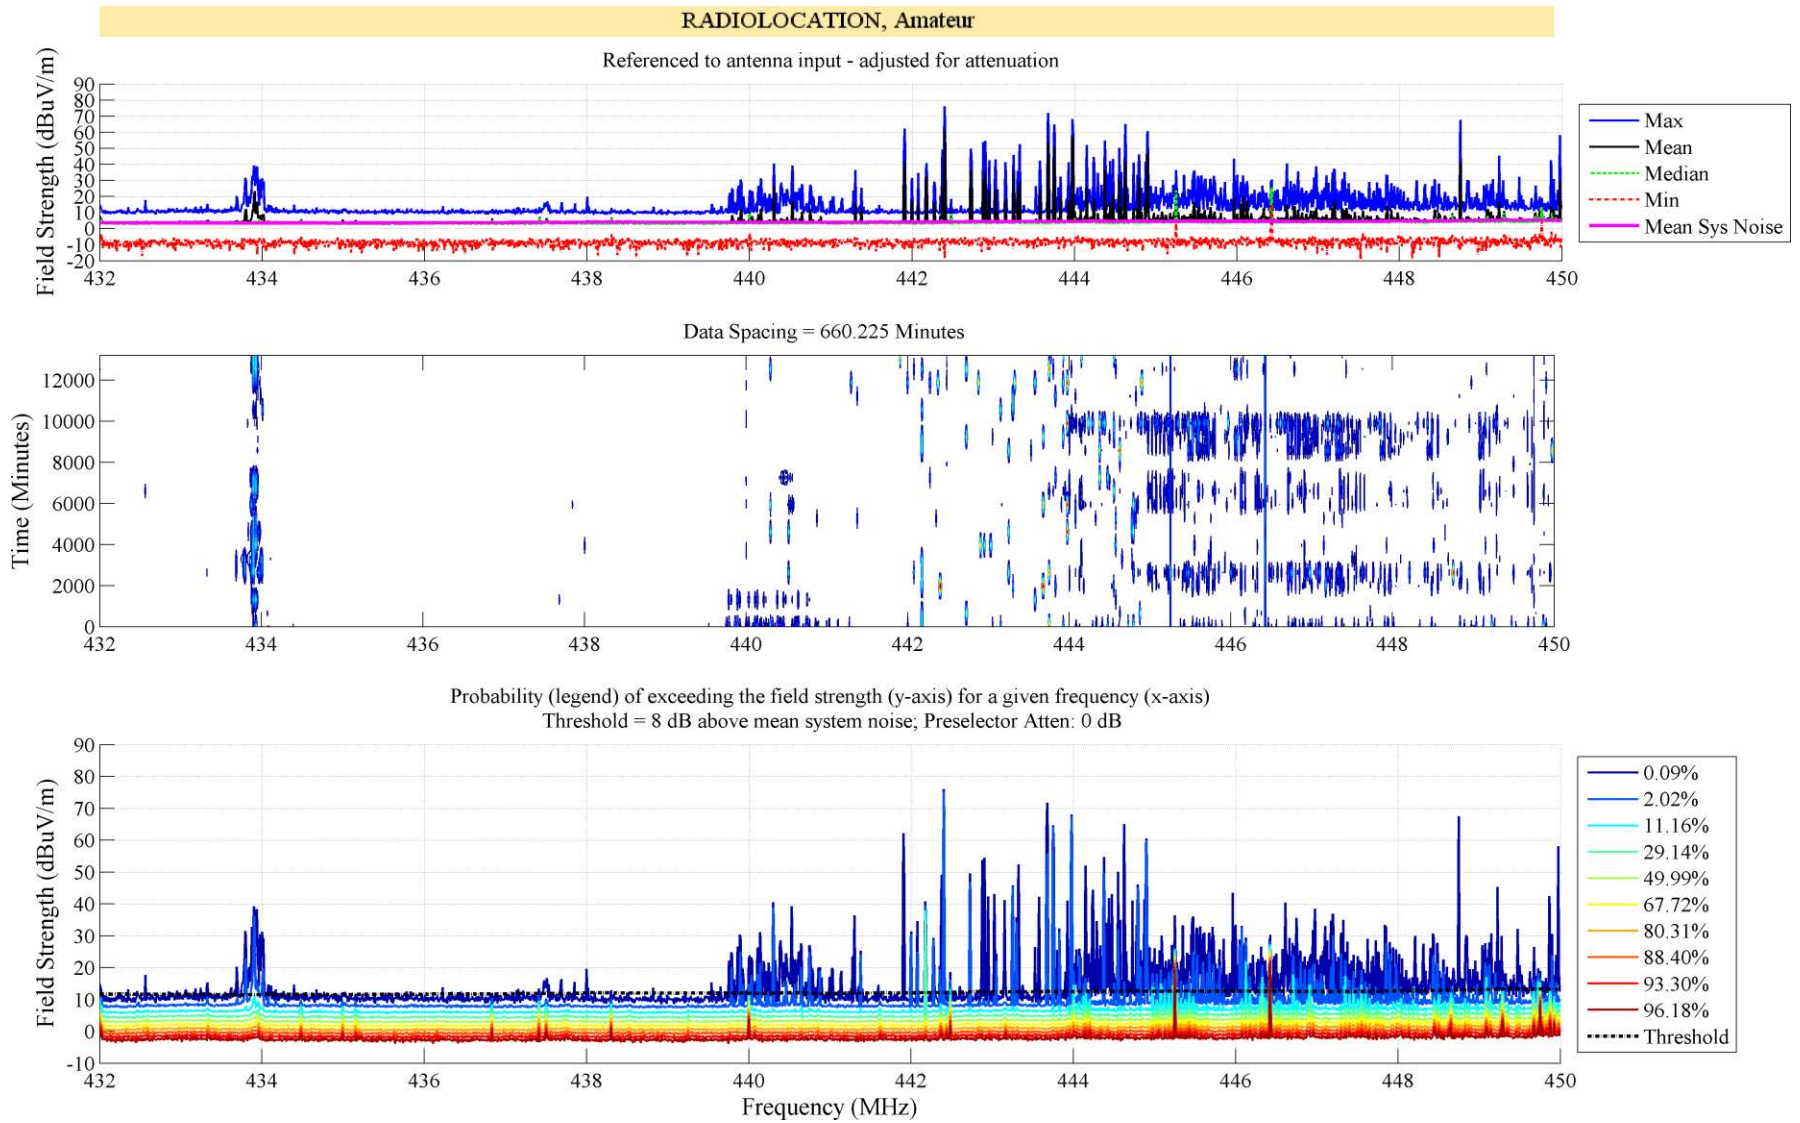 RADIOLOCATION, Amateur
Referenced to antenna input - adjusted for attenuation
Field Strength (dBuV/m)
90
80
70
60
50
40
30
20
10
0
-10
-20
432 434 436 438 440 442 444 446 448 450
Max
Mean
Median
Min
Mean Sys Noise
Data Spacing = 660.225 Minutes
Time (Minutes)
12000
10000
8000
6000
4000
2000
0
432 434 436 438 440 442 444 446 448 450
Probability (legend) of exceeding the field strength (y-axis) for a given frequency (x-axis)
Threshold = 8 dB above mean system noise; Preselector Atten: 0 dB
Field Strength (dBuV/m)
90
80
70
60
50
40
30
20
10
0
-10
432 434 436 438 440 442 444 446 448 450
Frequency (MHz)
0.09%
2.02%
11.16%
29.14%
49.99%
67.72%
80.31%
88.40%
93.30%
96.18%
Threshold